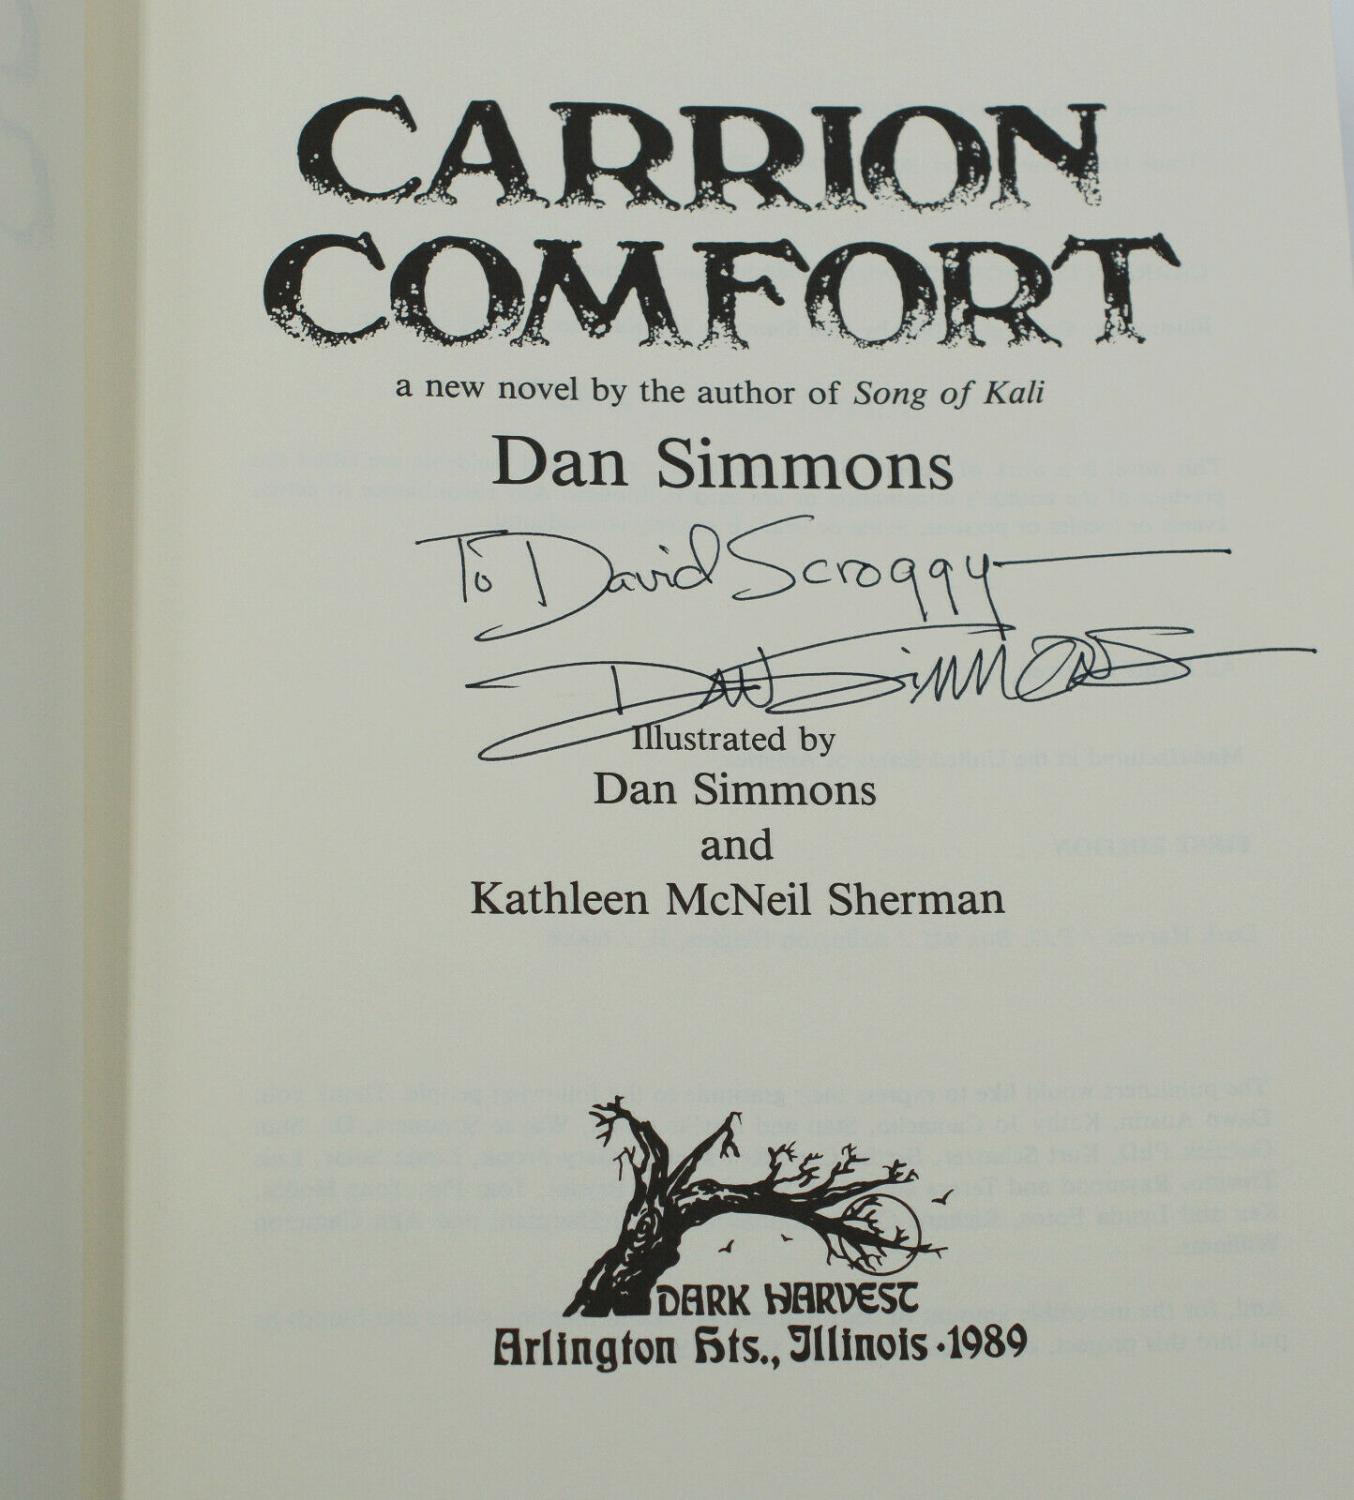 CARRION
COMFORT
a new novel by the author of Song of Kali
Dan Simmons
To David Scroggy
Dan Simmons
Illustrated by
Dan Simmons
and
Kathleen McNeil Sherman
DARK HARVEST
Arlington Hts., Illinois • 1989